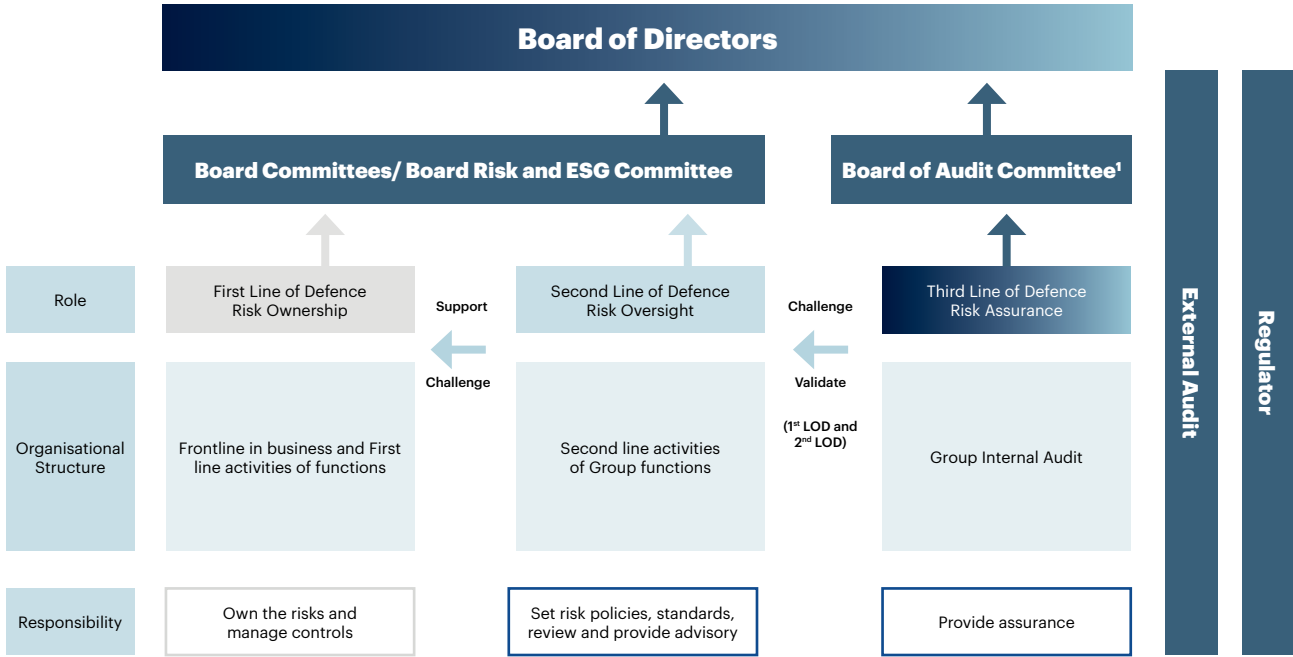 Board of Directors
Board Committees/ Board Risk and ESG Committee
Board of Audit Committee¹
Role
First Line of Defence
Risk Ownership
Support
Challenge
Second Line of Defence
Risk Oversight
Challenge
Validate
(1st LOD and
2nd LOD)
Third Line of Defence
Risk Assurance
Organisational
Structure
Frontline in business and First
line activities of functions
Second line activities
of Group functions
Group Internal Audit
Responsibility
Own the risks and
manage controls
Set risk policies, standards,
review and provide advisory
Provide assurance
External Audit
Regulator